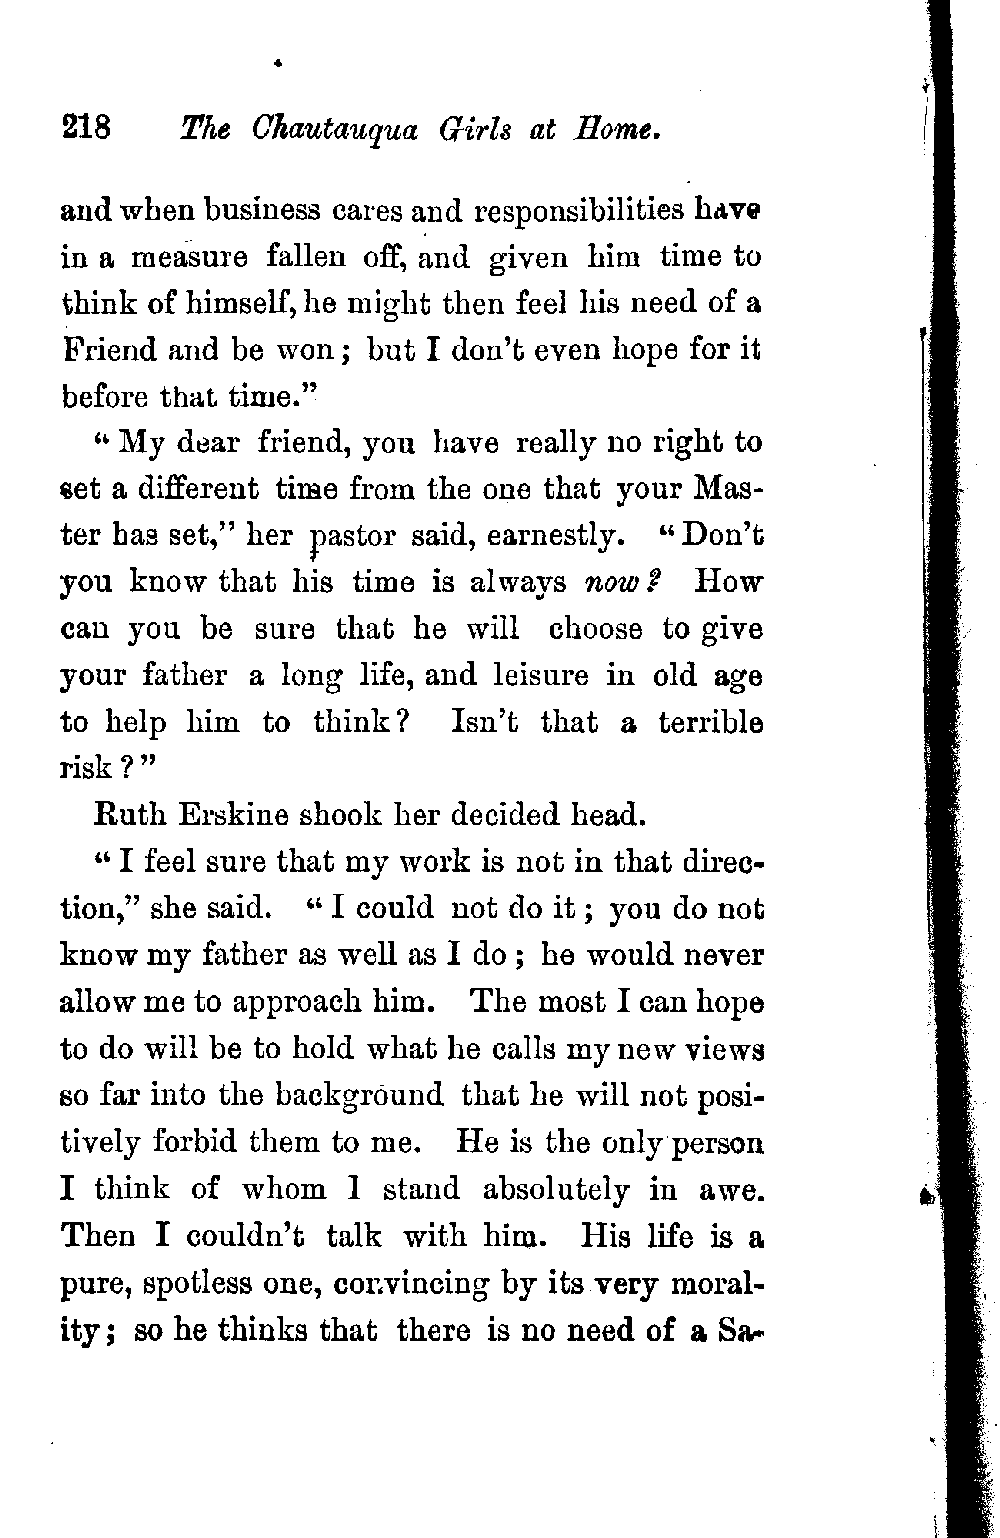 218 The Chautauqua Girls at Home.
and when business cares and responsibilities have
in a measure fallen off, and given him time to
think of himself, he might then feel his need of a
Friend and be won; but I don't even hope for it
before that time."
"My dear friend, you have really no right to
set a different time from the one that your Mas-
ter has set," her pastor said, earnestly. "Don't
you know that his time is always now? How
can you be sure that he will choose to give
your father a long life, and leisure in old age
to help him to think? Isn't that a terrible
risk?"
Ruth Erskine shook her decided head.
"I feel sure that my work is not in that direc-
tion," she said. "I could not do it; you do not
know my father as well as I do; he would never
allow me to approach him. The most I can hope
to do will be to hold what he calls my new views
so far into the background that he will not posi-
tively forbid them to me. He is the only person
I think of whom I stand absolutely in awe.
Then I couldn't talk with him. His life is a
pure, spotless one, convincing by its very moral-
ity; so he thinks that there is no need of a Sa-